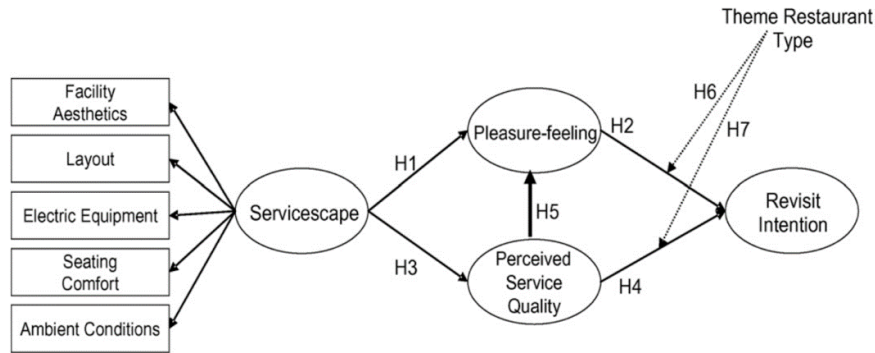 Theme Restaurant
Type
Facility
Aesthetics
Layout
Electric Equipment
Seating
Comfort
Ambient Conditions
Servicescape
H1
H3
Pleasure-feeling
H5
Perceived
Service
Quality
H2
H6
H7
H4
Revisit
Intention